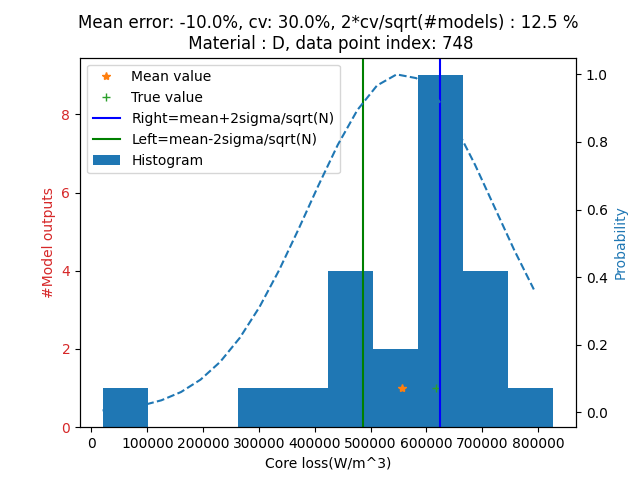 Mean error: -10.0%, cv: 30.0%, 2*cv/sqrt(#models) : 12.5 %
Material : D, data point index: 748
Mean value
True value
Right=mean+2sigma/sqrt(N)
Left=mean-2sigma/sqrt(N)
Histogram
#Model outputs
0
2
4
6
8
Probability
0.0
0.2
0.4
0.6
0.8
1.0
0 100000 200000 300000 400000 500000 600000 700000 800000
Core loss(W/m^3)